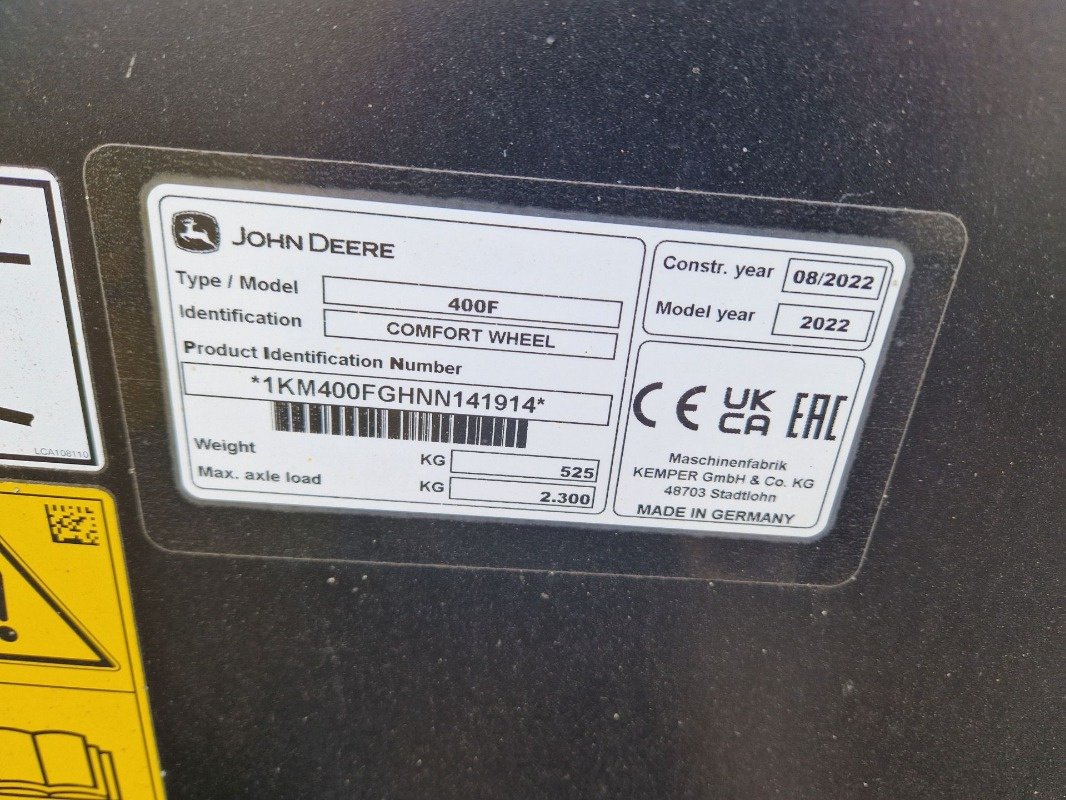 JOHN DEERE
Type / Model 400F
Identification COMFORT WHEEL
Product Identification Number
*1KM400FGHNN141914*
Weight KG 525
Max. axle load KG 2.300
Constr. year 08/2022
Model year 2022
CE UK CA EAC
Maschinenfabrik
KEMPER GmbH & Co. KG
48703 Stadtlohn
MADE IN GERMANY
LCA108110
!